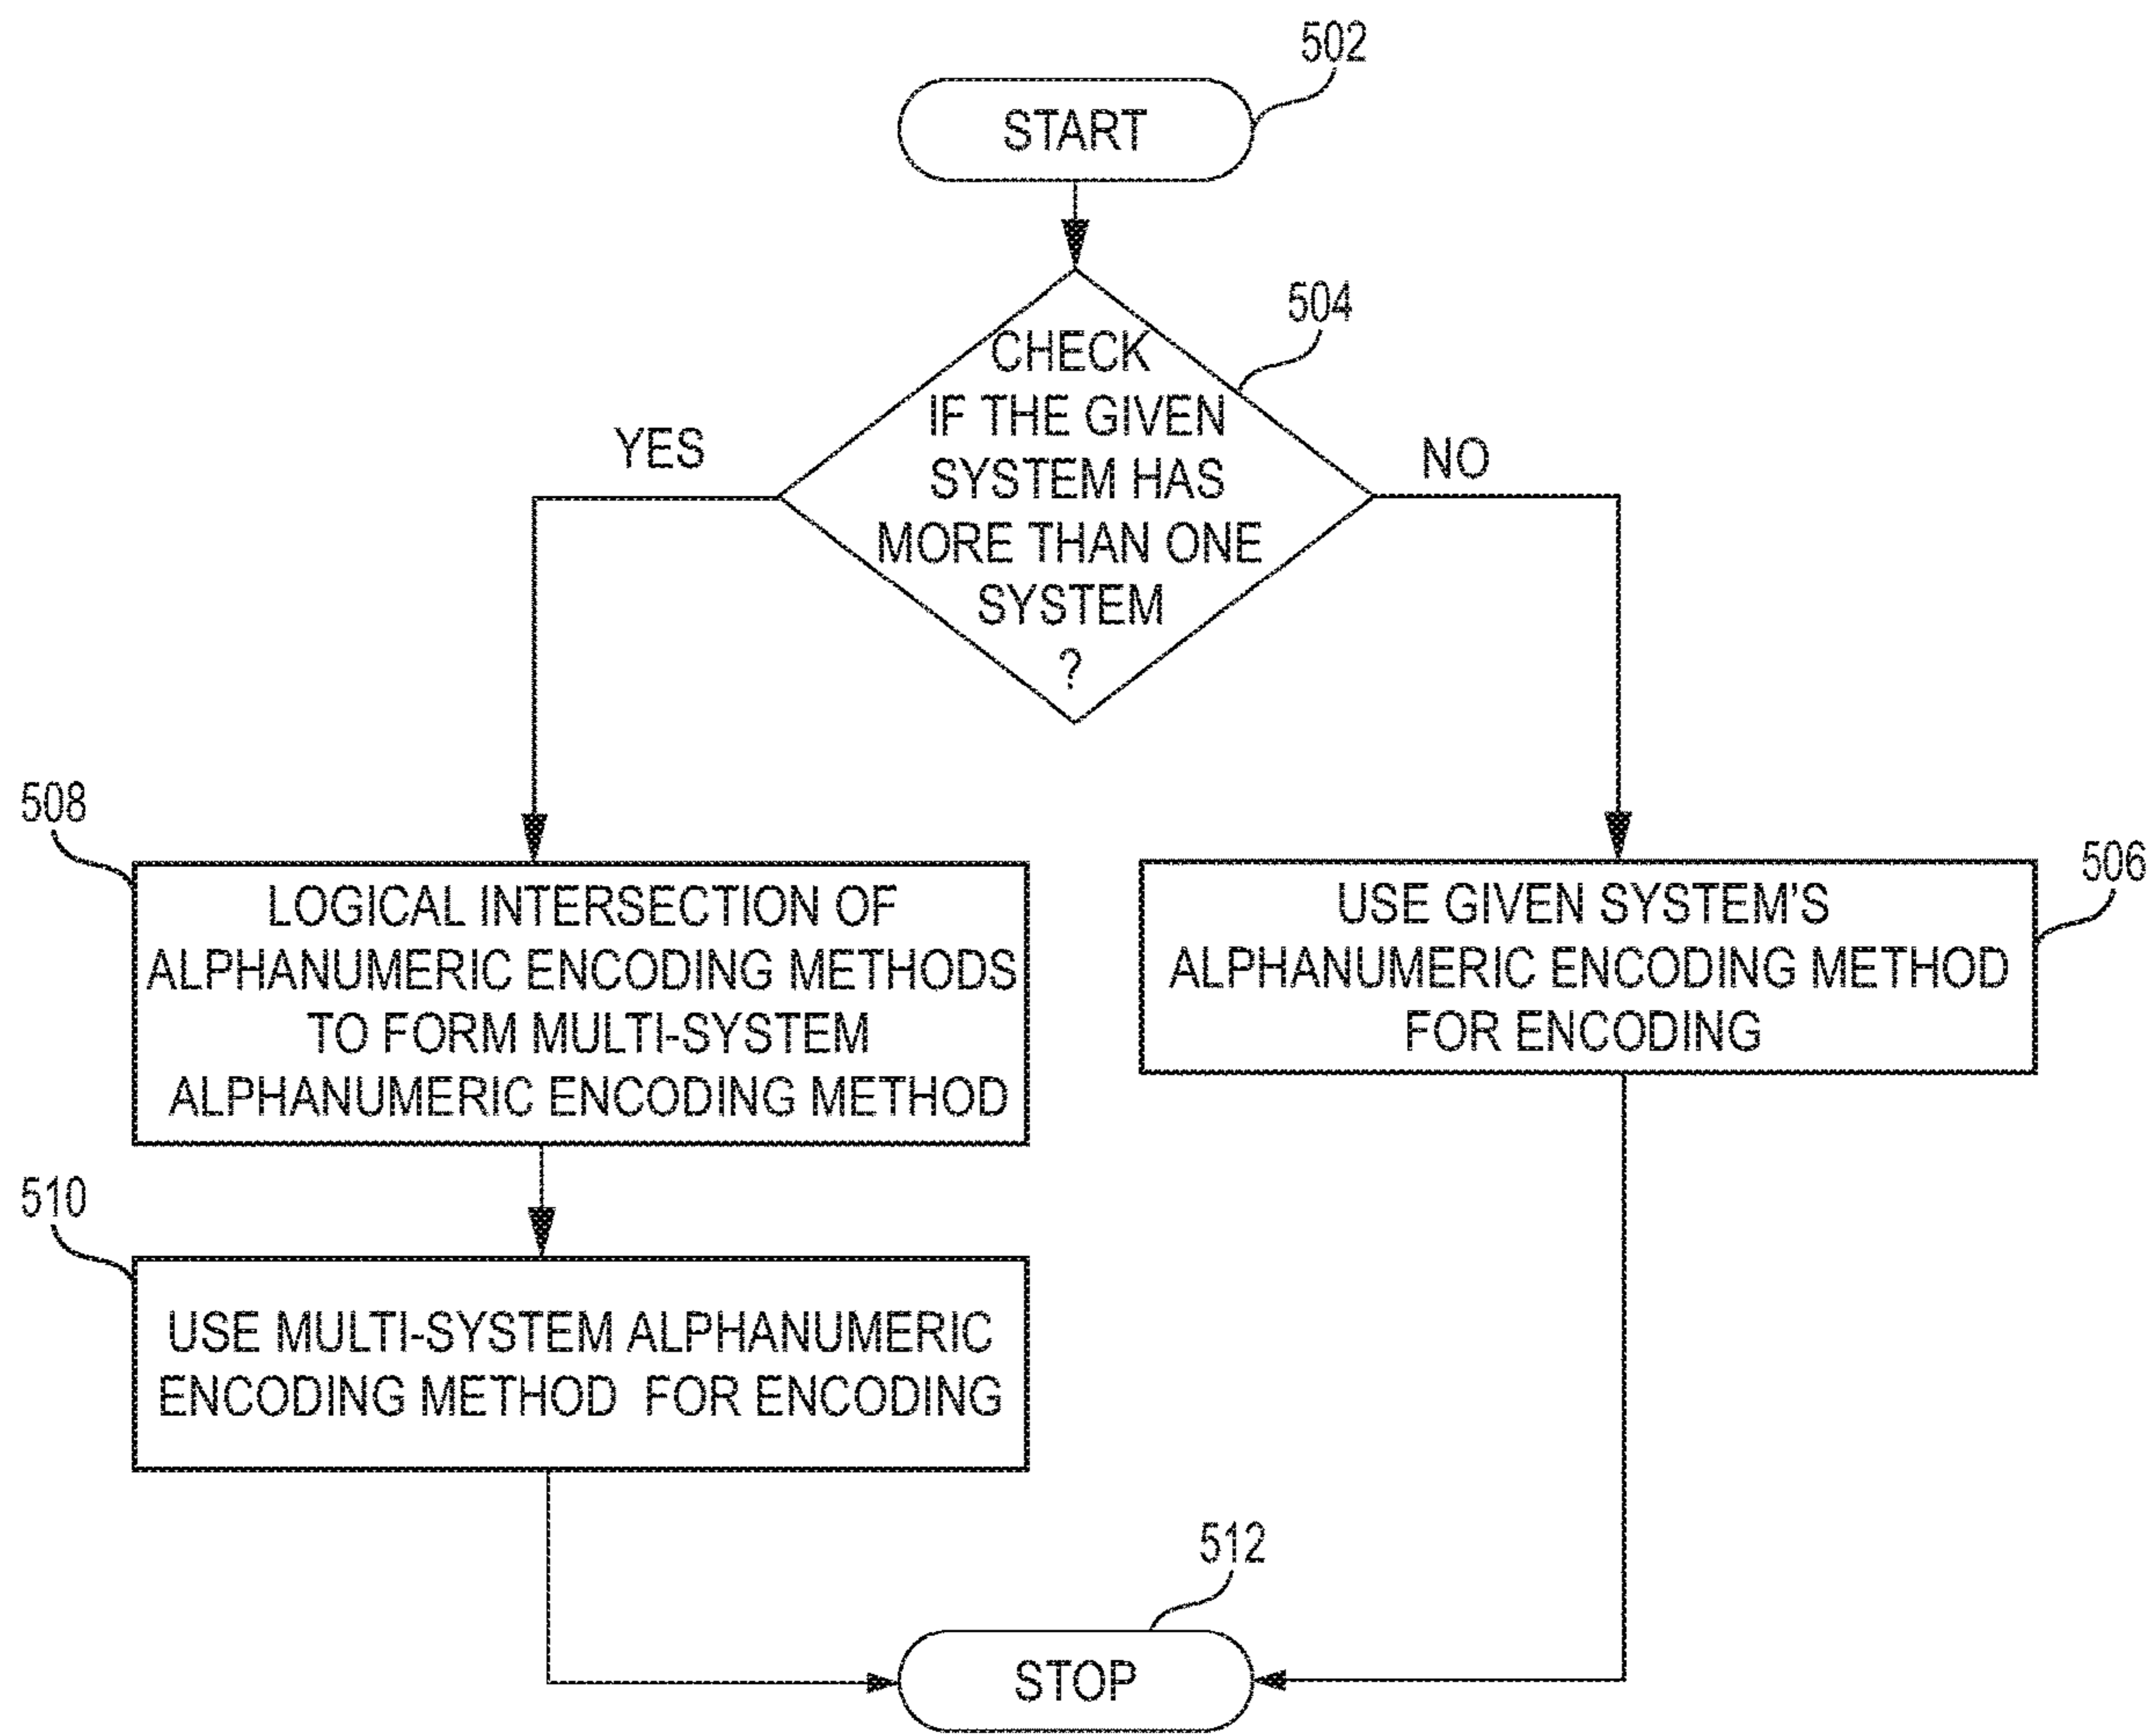 502
START
504
CHECK
IF THE GIVEN
SYSTEM HAS
MORE THAN ONE
SYSTEM
?
YES
NO
508
LOGICAL INTERSECTION OF
ALPHANUMERIC ENCODING METHODS
TO FORM MULTI-SYSTEM
ALPHANUMERIC ENCODING METHOD
506
USE GIVEN SYSTEM'S
ALPHANUMERIC ENCODING METHOD
FOR ENCODING
510
USE MULTI-SYSTEM ALPHANUMERIC
ENCODING METHOD FOR ENCODING
512
STOP